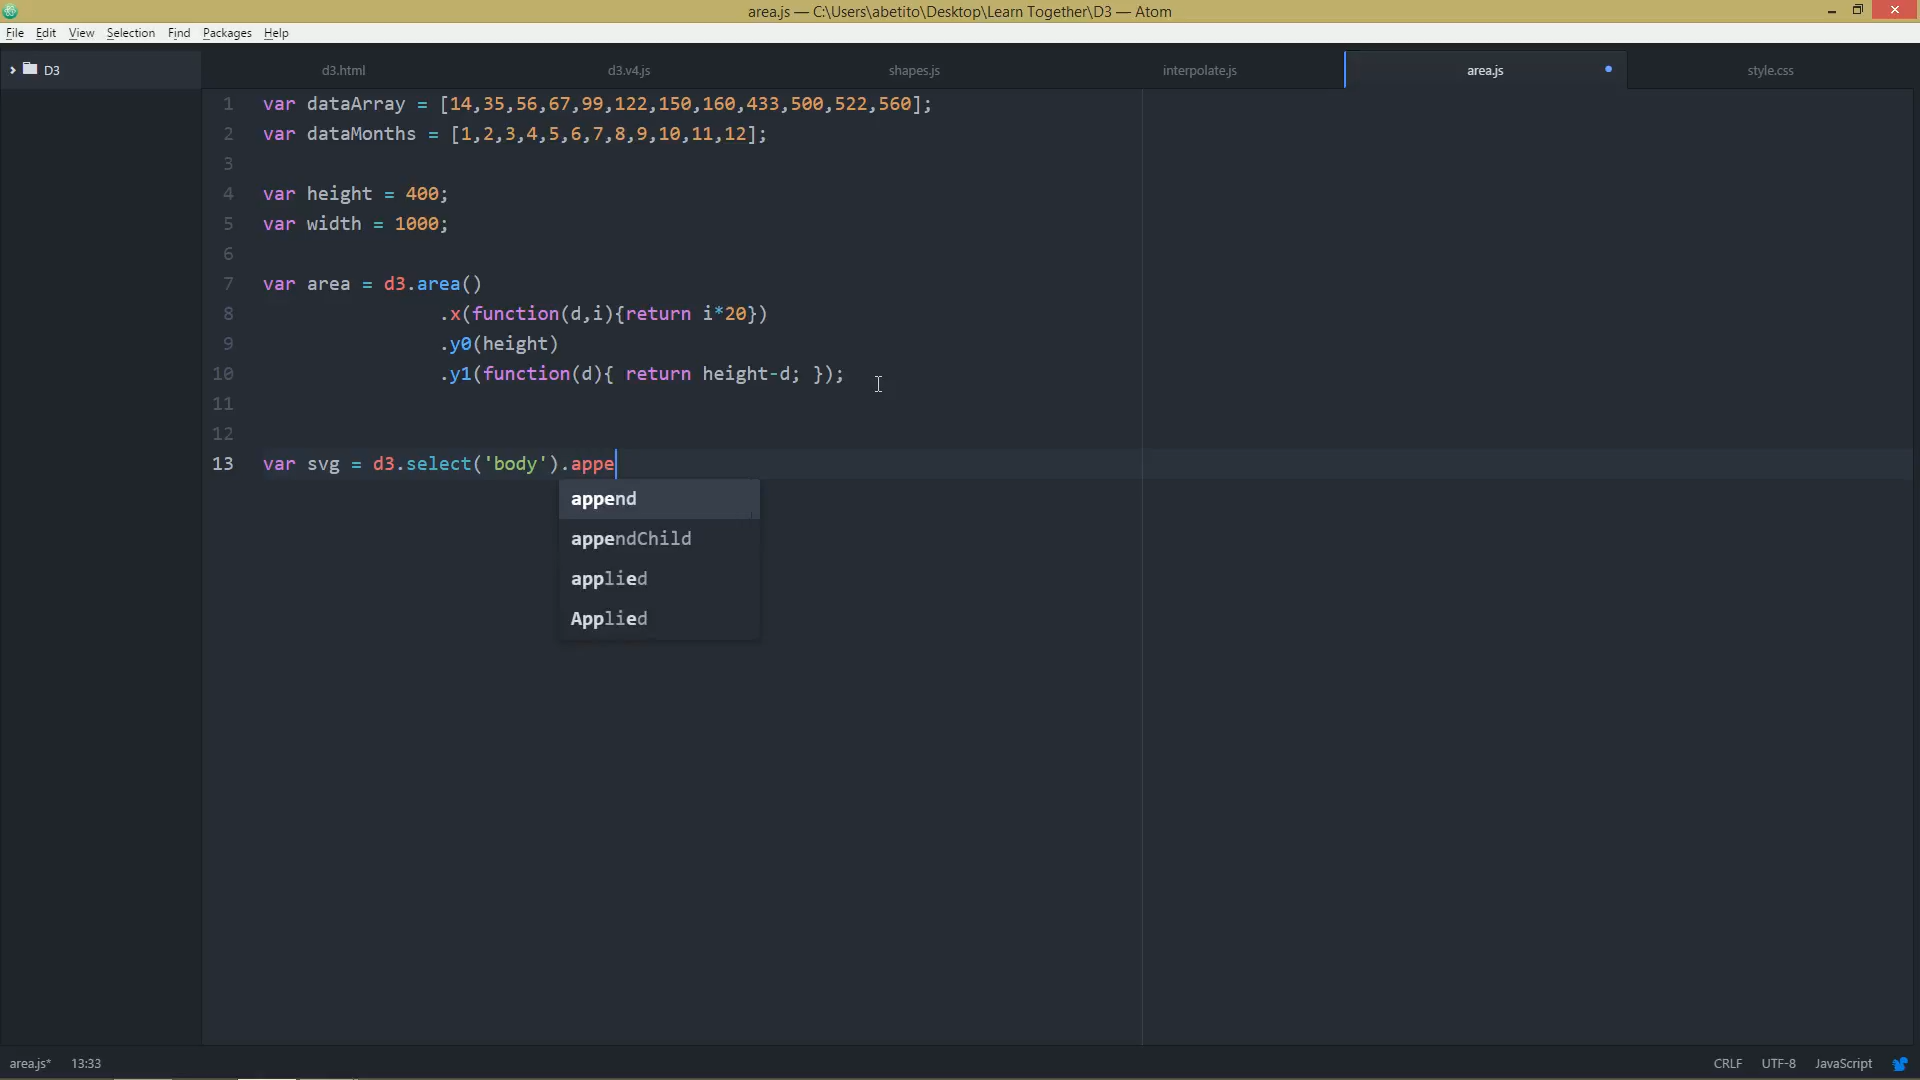 area.js — C:\Users\abetito\Desktop\Learn Together\D3 — Atom
File Edit View Selection Find Packages Help
D3
d3.html d3.v4.js shapes.js interpolate.js area.js style.css
1 var dataArray = [14,35,56,67,99,122,150,160,433,500,522,560];
2 var dataMonths = [1,2,3,4,5,6,7,8,9,10,11,12];
3
4 var height = 400;
5 var width = 1000;
6
7 var area = d3.area()
8 .x(function(d,i){return i*20})
9 .y0(height)
10 .y1(function(d){ return height-d; });
11
12
13 var svg = d3.select('body').appe
append
appendChild
applied
Applied
area.js* 13:33 CRLF UTF-8 JavaScript